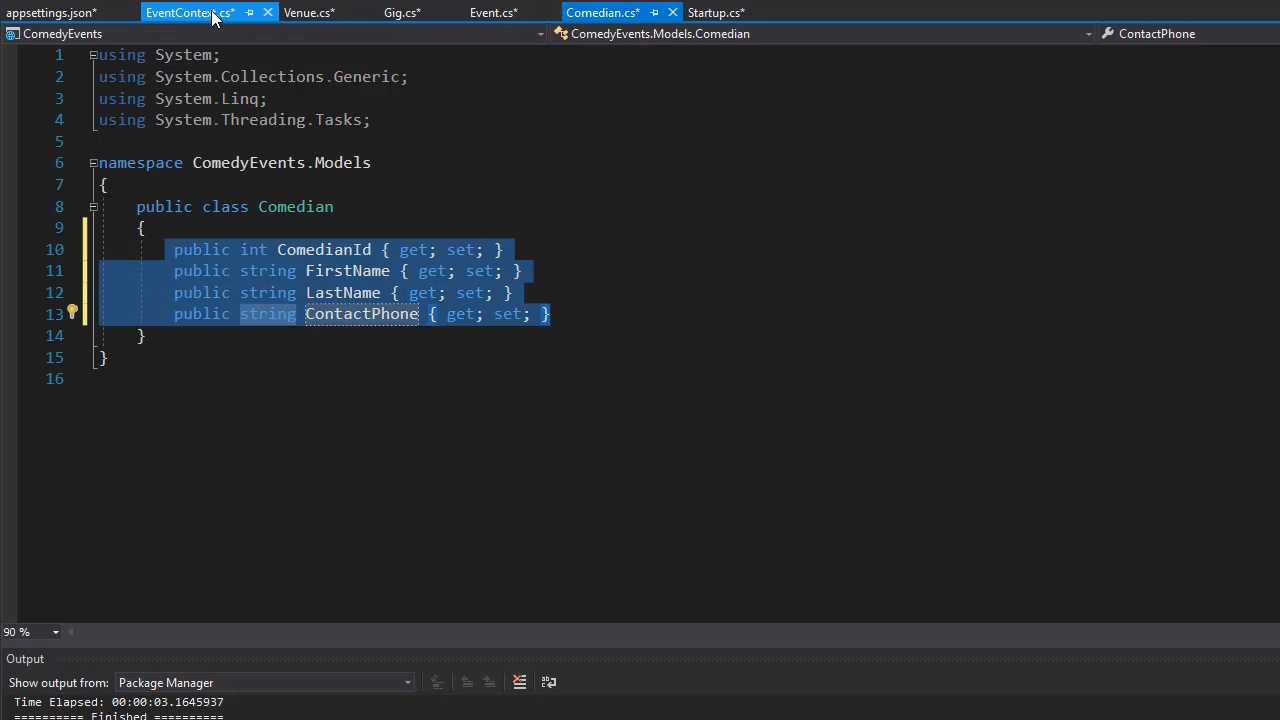 appsettings.json* EventContext.cs* Venue.cs* Gig.cs* Event.cs* Comedian.cs* Startup.cs*
ComedyEvents ComedyEvents.Models.Comedian ContactPhone
1 using System;
2 using System.Collections.Generic;
3 using System.Linq;
4 using System.Threading.Tasks;
5
6 namespace ComedyEvents.Models
7 {
8 public class Comedian
9 {
10 public int ComedianId { get; set; }
11 public string FirstName { get; set; }
12 public string LastName { get; set; }
13 public string ContactPhone { get; set; }
14 }
15 }
16
90 %
Output
Show output from: Package Manager
Time Elapsed: 00:00:03.1645937
========== Finished ==========